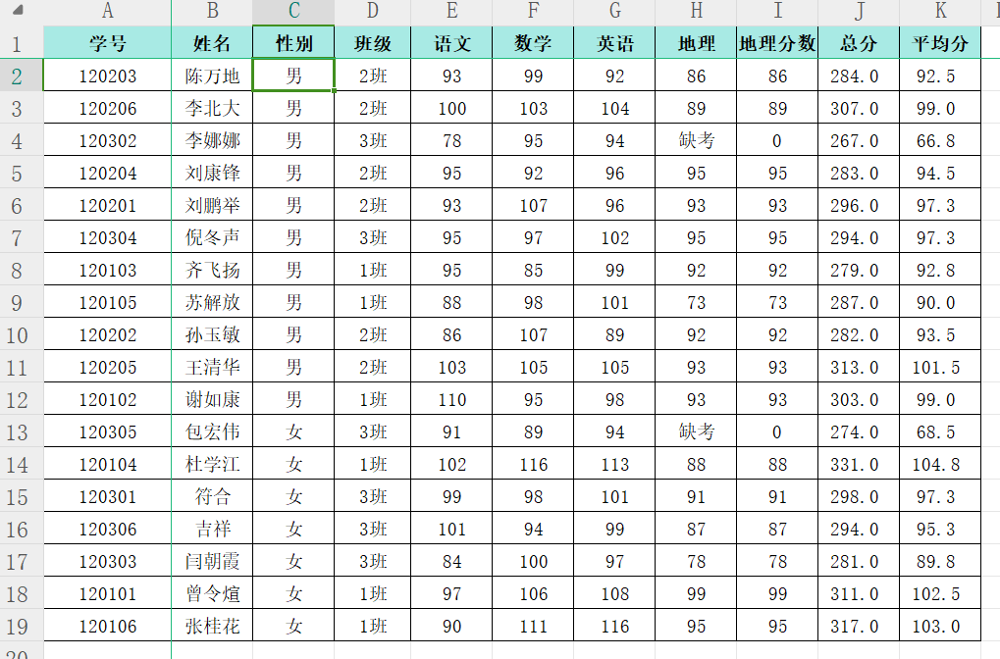 A B C D E F G H I J K
1 学号 姓名 性别 班级 语文 数学 英语 地理 地理分数 总分 平均分
2 120203 陈万地 男 2班 93 99 92 86 86 284.0 92.5
3 120206 李北大 男 2班 100 103 104 89 89 307.0 99.0
4 120302 李娜娜 男 3班 78 95 94 缺考 0 267.0 66.8
5 120204 刘康锋 男 2班 95 92 96 95 95 283.0 94.5
6 120201 刘鹏举 男 2班 93 107 96 93 93 296.0 97.3
7 120304 倪冬声 男 3班 95 97 102 95 95 294.0 97.3
8 120103 齐飞扬 男 1班 95 85 99 92 92 279.0 92.8
9 120105 苏解放 男 1班 88 98 101 73 73 287.0 90.0
10 120202 孙玉敏 男 2班 86 107 89 92 92 282.0 93.5
11 120205 王清华 男 2班 103 105 105 93 93 313.0 101.5
12 120102 谢如康 男 1班 110 95 98 93 93 303.0 99.0
13 120305 包宏伟 女 3班 91 89 94 缺考 0 274.0 68.5
14 120104 杜学江 女 1班 102 116 113 88 88 331.0 104.8
15 120301 符合 女 3班 99 98 101 91 91 298.0 97.3
16 120306 吉祥 女 3班 101 94 99 87 87 294.0 95.3
17 120303 闫朝霞 女 3班 84 100 97 78 78 281.0 89.8
18 120101 曾令煊 女 1班 97 106 108 99 99 311.0 102.5
19 120106 张桂花 女 1班 90 111 116 95 95 317.0 103.0
20